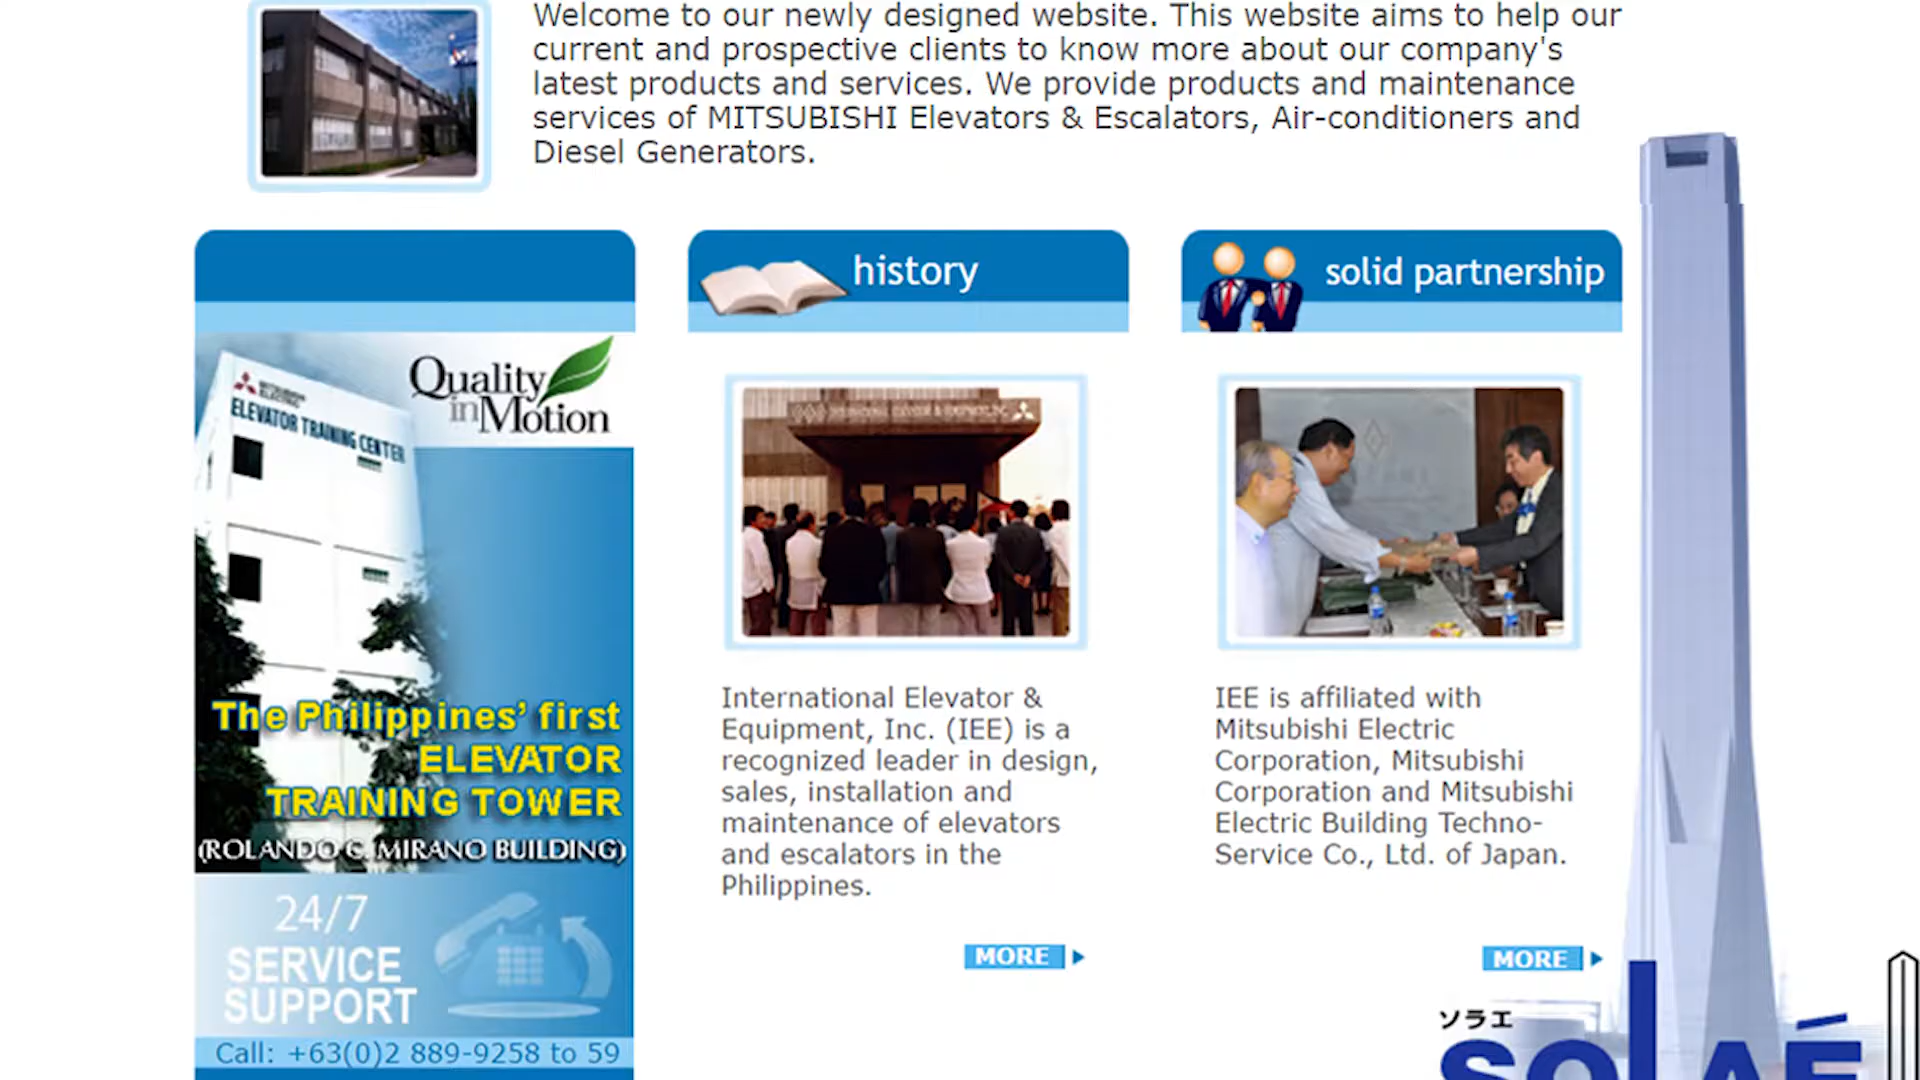 Welcome to our newly designed website. This website aims to help our
current and prospective clients to know more about our company's
latest products and services. We provide products and maintenance
services of MITSUBISHI Elevators & Escalators, Air-conditioners and
Diesel Generators.
Quality
in Motion
MITSUBISHI
ELECTRIC
ELEVATOR TRAINING CENTER
The Philippines' first
ELEVATOR
TRAINING TOWER
(ROLANDO C. MIRANO BUILDING)
24/7
SERVICE
SUPPORT
Call: +63(0)2 889-9258 to 59
history
International Elevator &
Equipment, Inc. (IEE) is a
recognized leader in design,
sales, installation and
maintenance of elevators
and escalators in the
Philippines.
MORE
solid partnership
IEE is affiliated with
Mitsubishi Electric
Corporation, Mitsubishi
Corporation and Mitsubishi
Electric Building Techno-
Service Co., Ltd. of Japan.
MORE
ソラエ
SOLAÉ